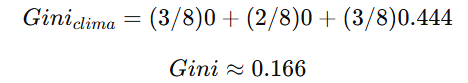 Gini_{clima} = (3/8)0 + (2/8)0 + (3/8)0.444
Gini ≈ 0.166